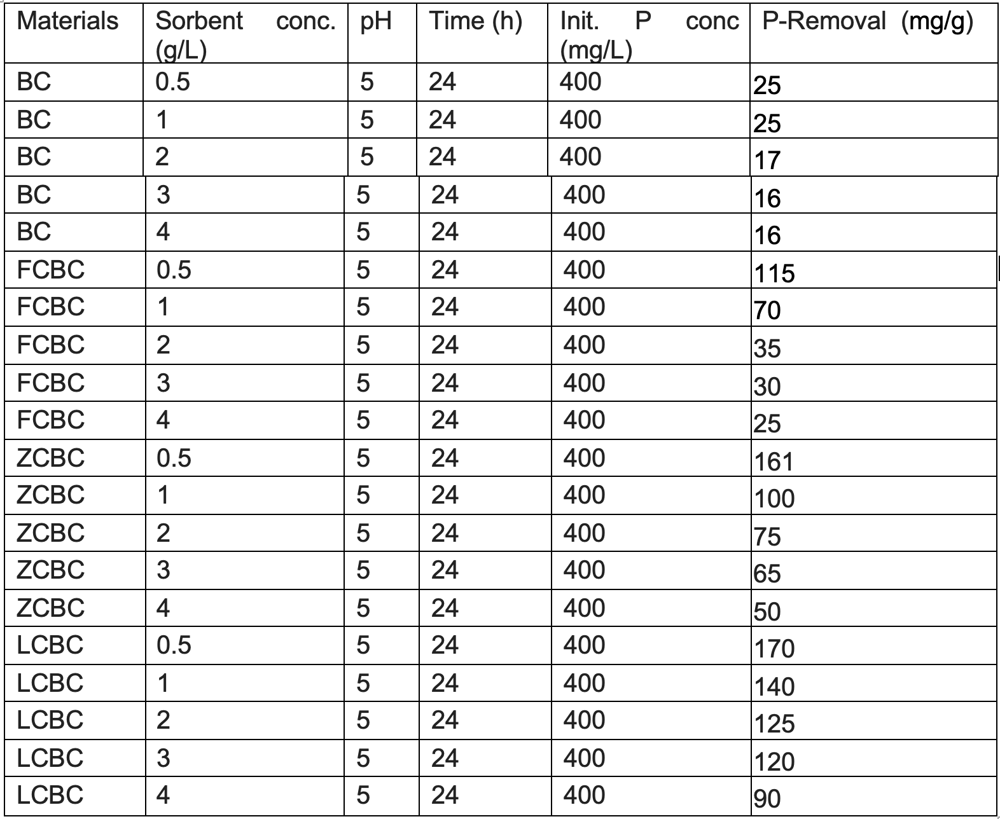 Materials Sorbent conc. (g/L) pH Time (h) Init. P conc (mg/L) P-Removal (mg/g)
BC 0.5 5 24 400 25
BC 1 5 24 400 25
BC 2 5 24 400 17
BC 3 5 24 400 16
BC 4 5 24 400 16
FCBC 0.5 5 24 400 115
FCBC 1 5 24 400 70
FCBC 2 5 24 400 35
FCBC 3 5 24 400 30
FCBC 4 5 24 400 25
ZCBC 0.5 5 24 400 161
ZCBC 1 5 24 400 100
ZCBC 2 5 24 400 75
ZCBC 3 5 24 400 65
ZCBC 4 5 24 400 50
LCBC 0.5 5 24 400 170
LCBC 1 5 24 400 140
LCBC 2 5 24 400 125
LCBC 3 5 24 400 120
LCBC 4 5 24 400 90